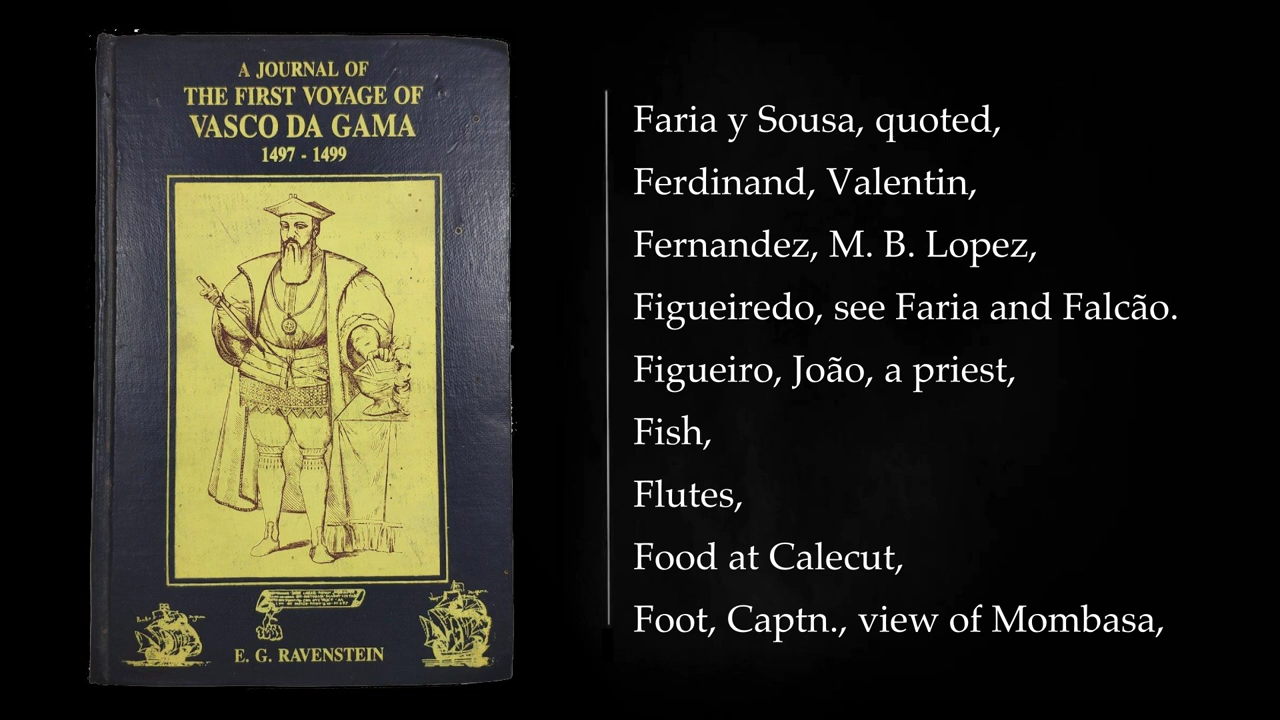 A JOURNAL OF
THE FIRST VOYAGE OF
VASCO DA GAMA
1497 - 1499
E. G. RAVENSTEIN
Faria y Sousa, quoted,
Ferdinand, Valentin,
Fernandez, M. B. Lopez,
Figueiredo, see Faria and Falcão.
Figueiro, João, a priest,
Fish,
Flutes,
Food at Calecut,
Foot, Captn., view of Mombasa,